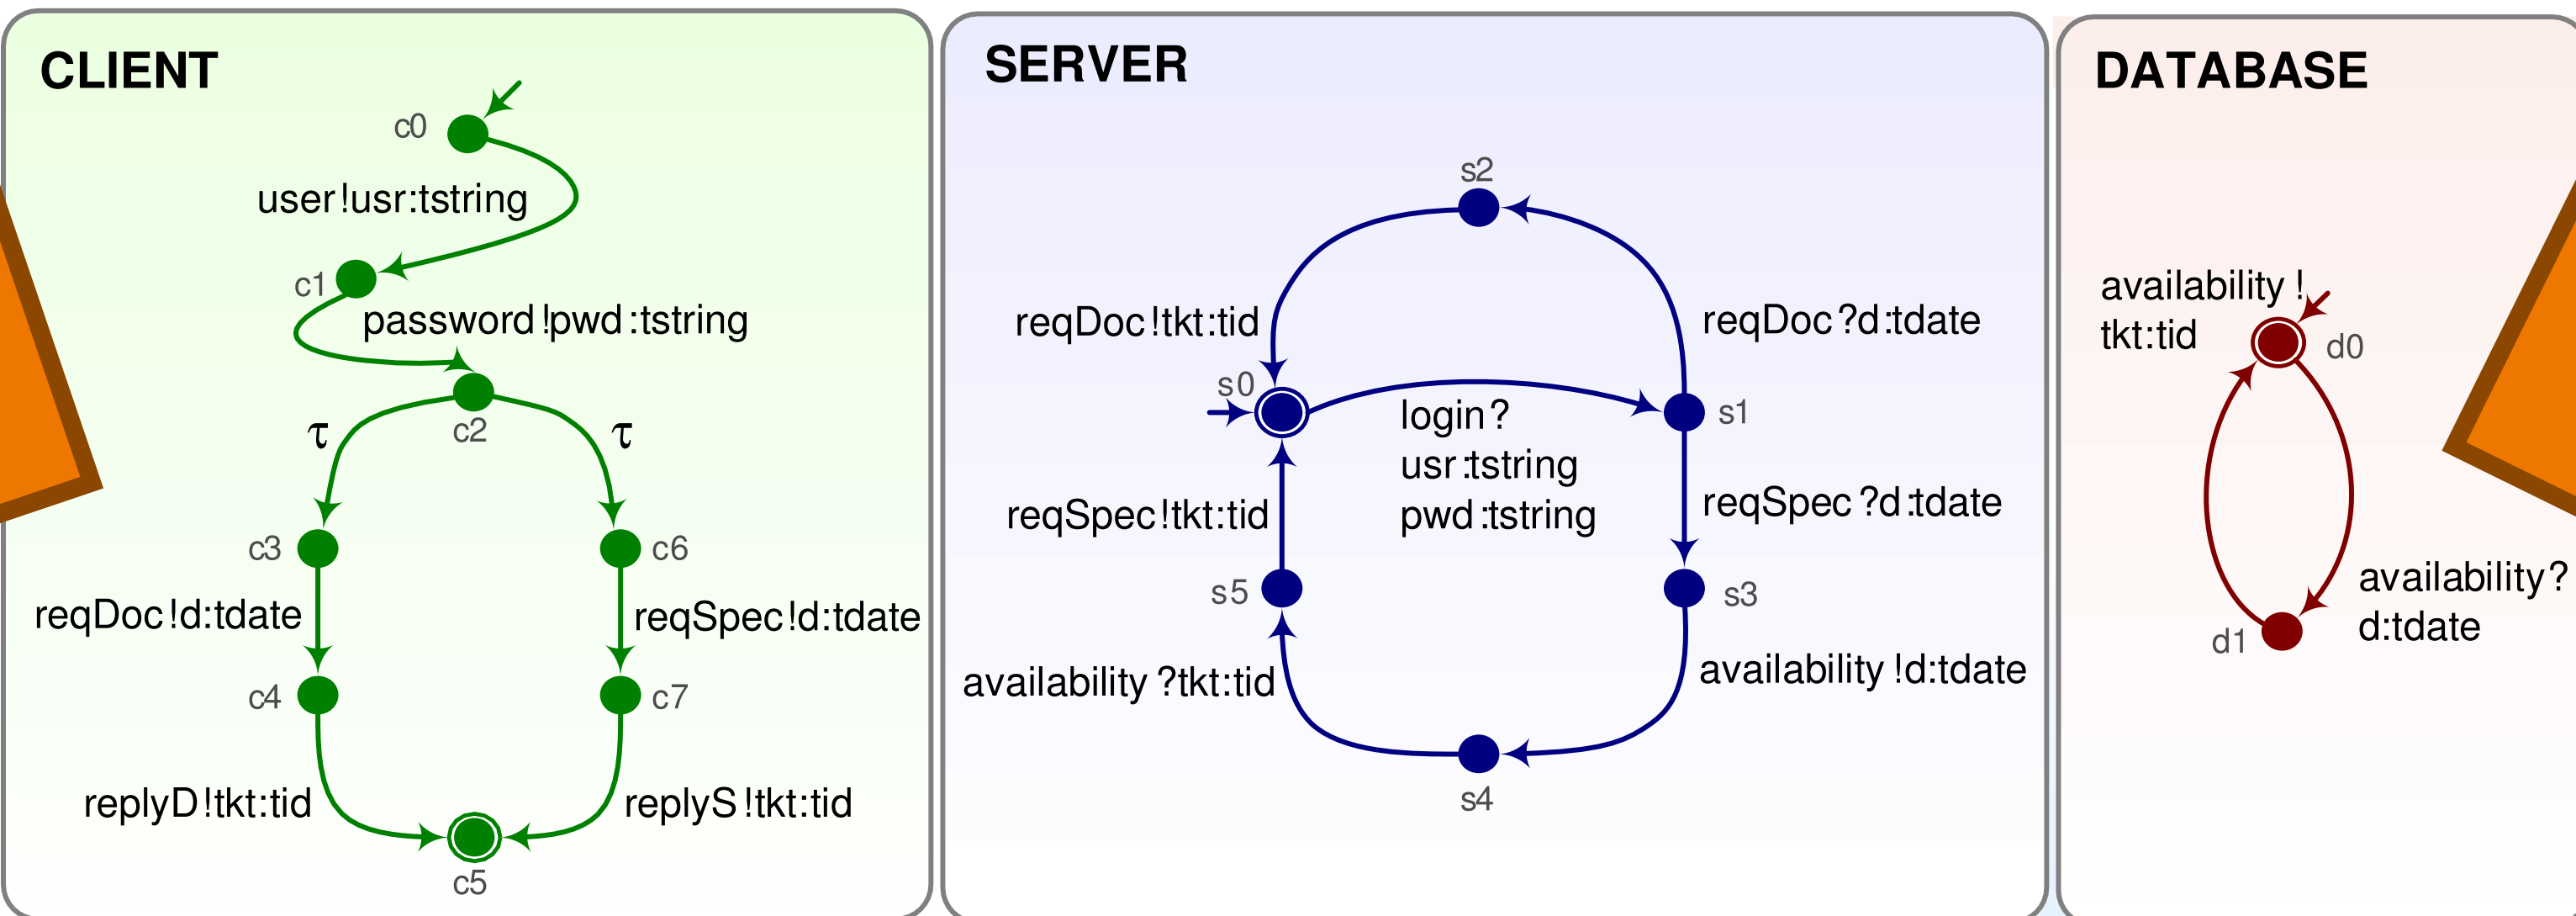 CLIENT
c0
user!usr:tstring
c1
password!pwd:tstring
c2
τ
τ
c3
c6
reqDoc!d:tdate
reqSpec!d:tdate
c4
c7
replyD!tkt:tid
replyS!tkt:tid
c5
SERVER
s2
reqDoc!tkt:tid
reqDoc?d:tdate
s0
s1
login?
usr:tstring
pwd:tstring
reqSpec!tkt:tid
reqSpec?d:tdate
s5
s3
availability?tkt:tid
availability!d:tdate
s4
DATABASE
availability!
tkt:tid
d0
availability?
d:tdate
d1